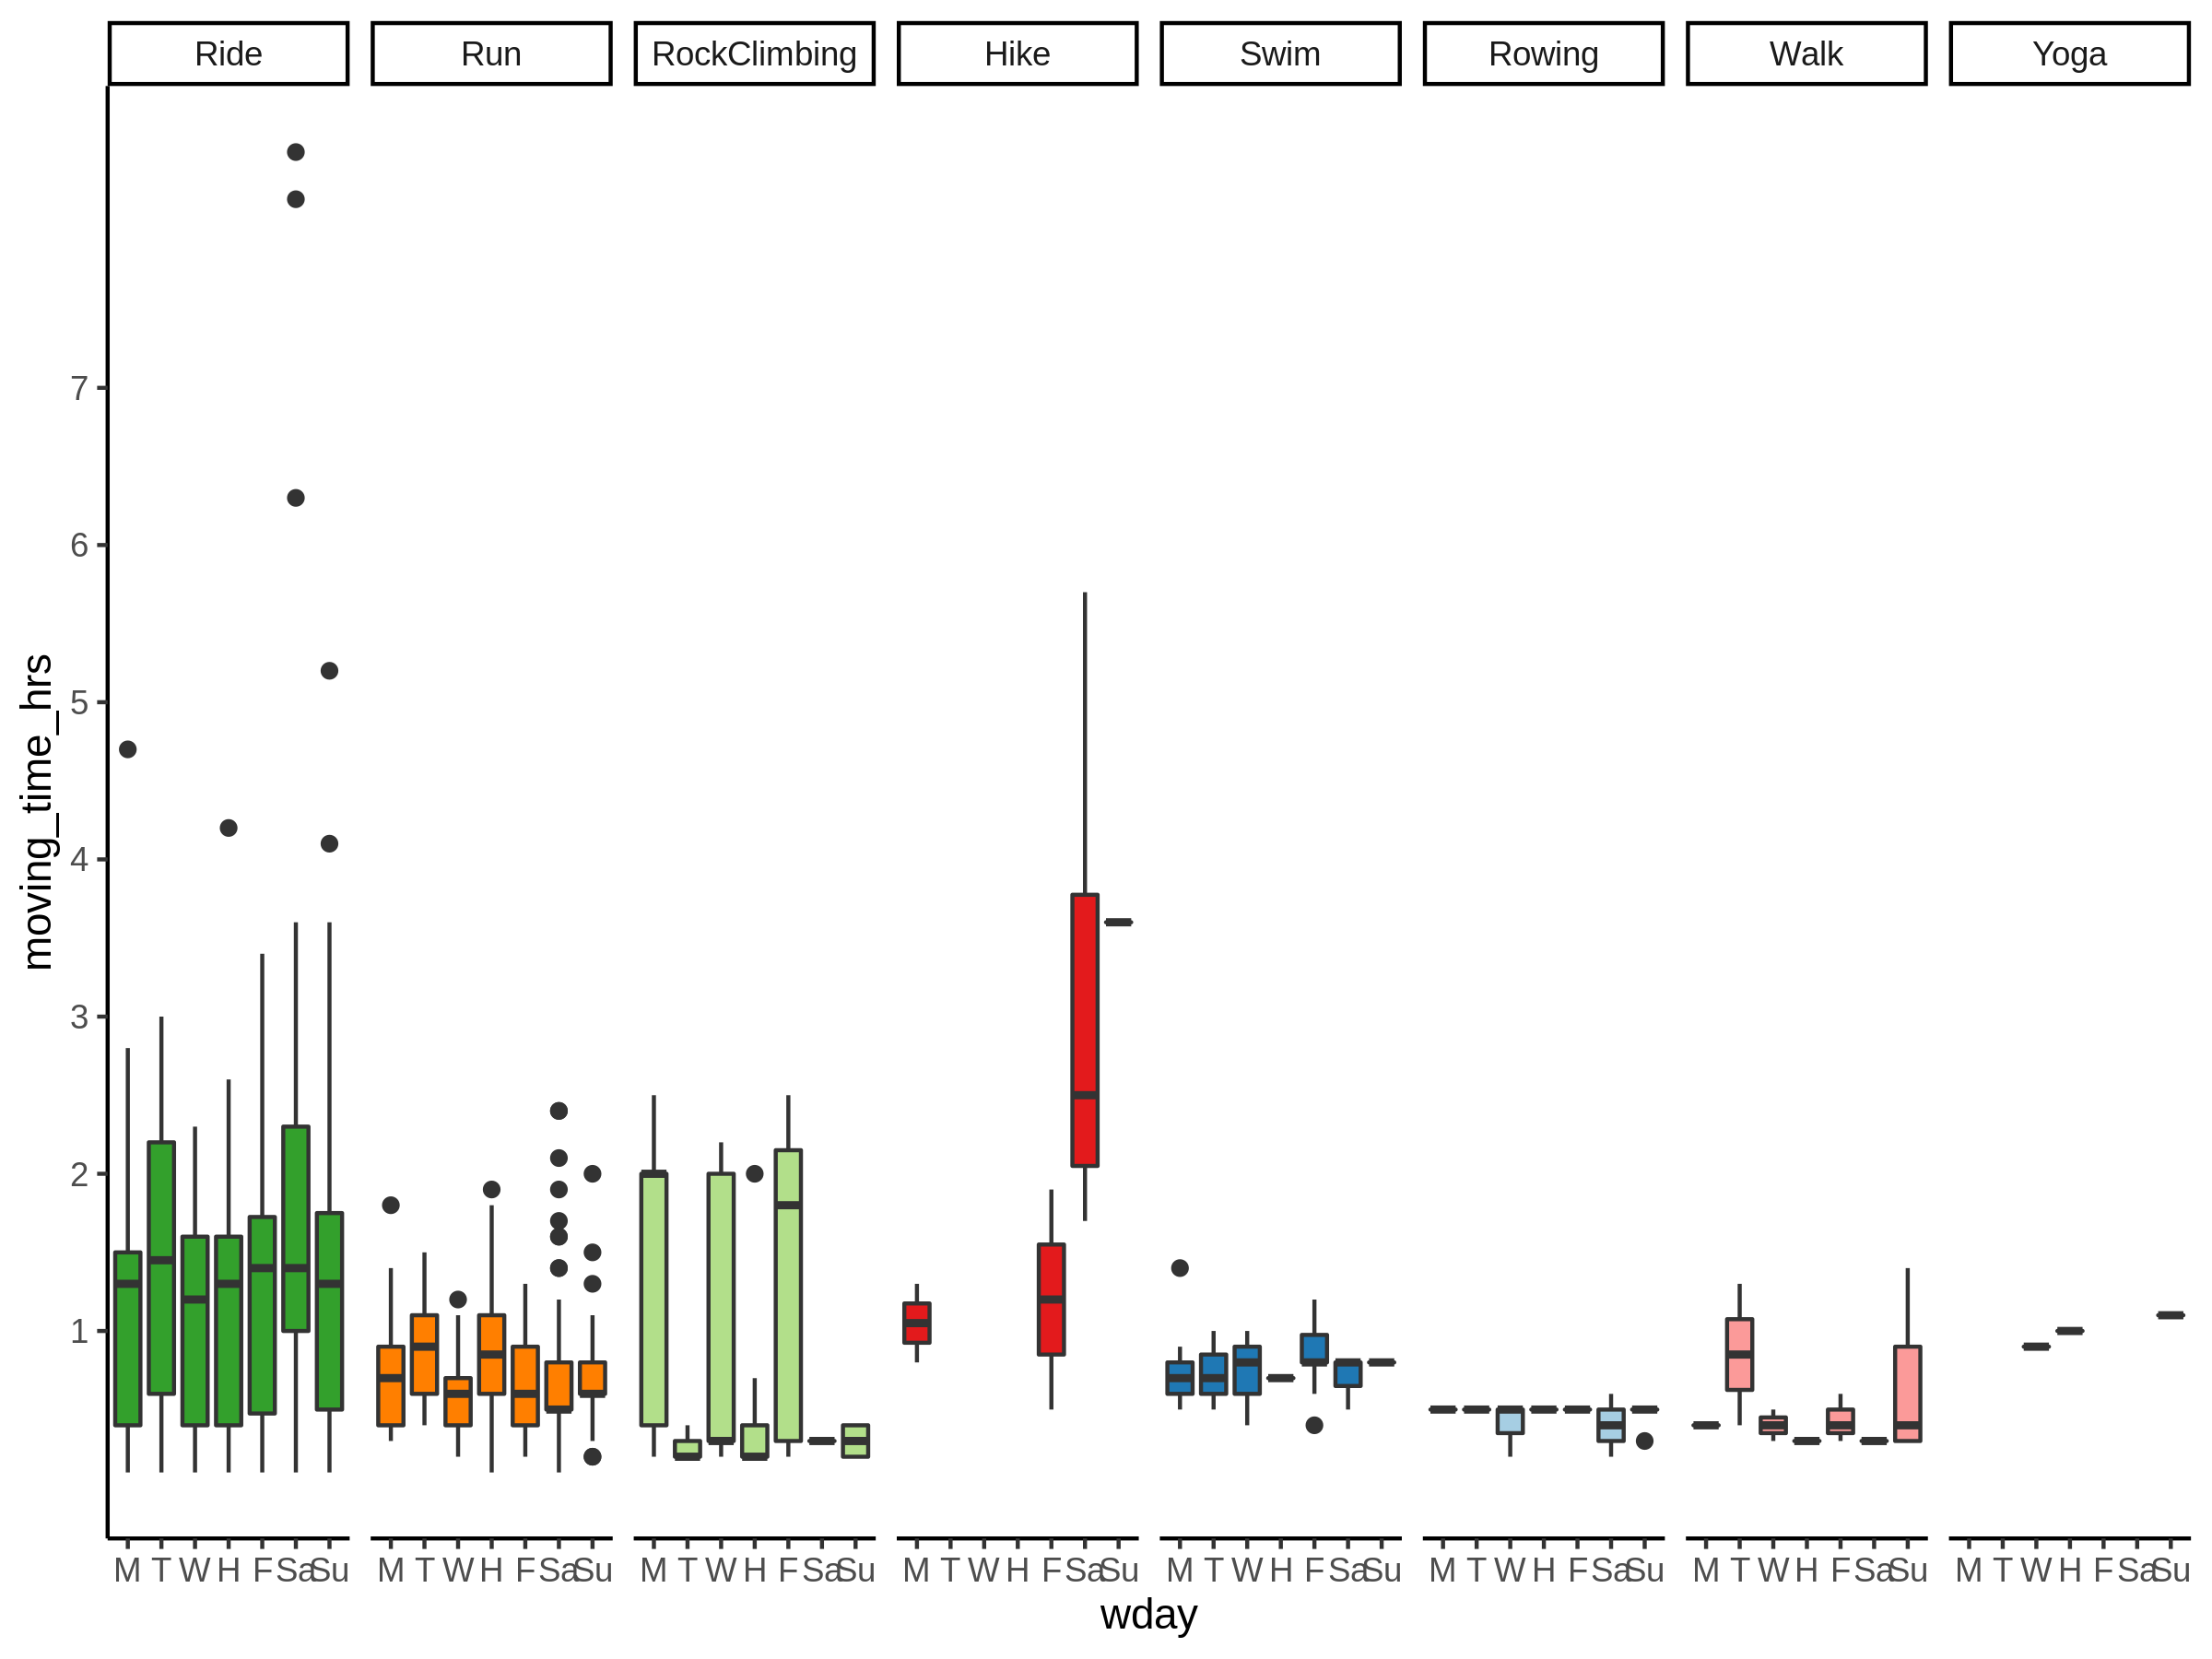 Ride Run RockClimbing Hike Swim Rowing Walk Yoga
7
6
5
4
3
2
1
moving_time_hrs
M T W H F Sa Su M T W H F Sa Su M T W H F Sa Su M T W H F Sa Su M T W H F Sa Su M T W H F Sa Su M T W H F Sa Su M T W H F Sa Su
wday